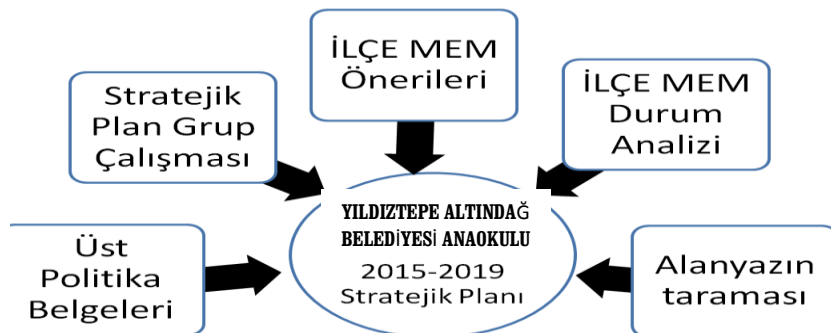 İLÇE MEM
Önerileri
Stratejik
Plan Grup
Çalışması
İLÇE MEM
Durum
Analizi
Üst
Politika
Belgeleri
YILDIZTEPE ALTINDAĞ
BELEDİYESİ ANAOKULU
2015-2019
Stratejik Planı
Alanyazın
taraması